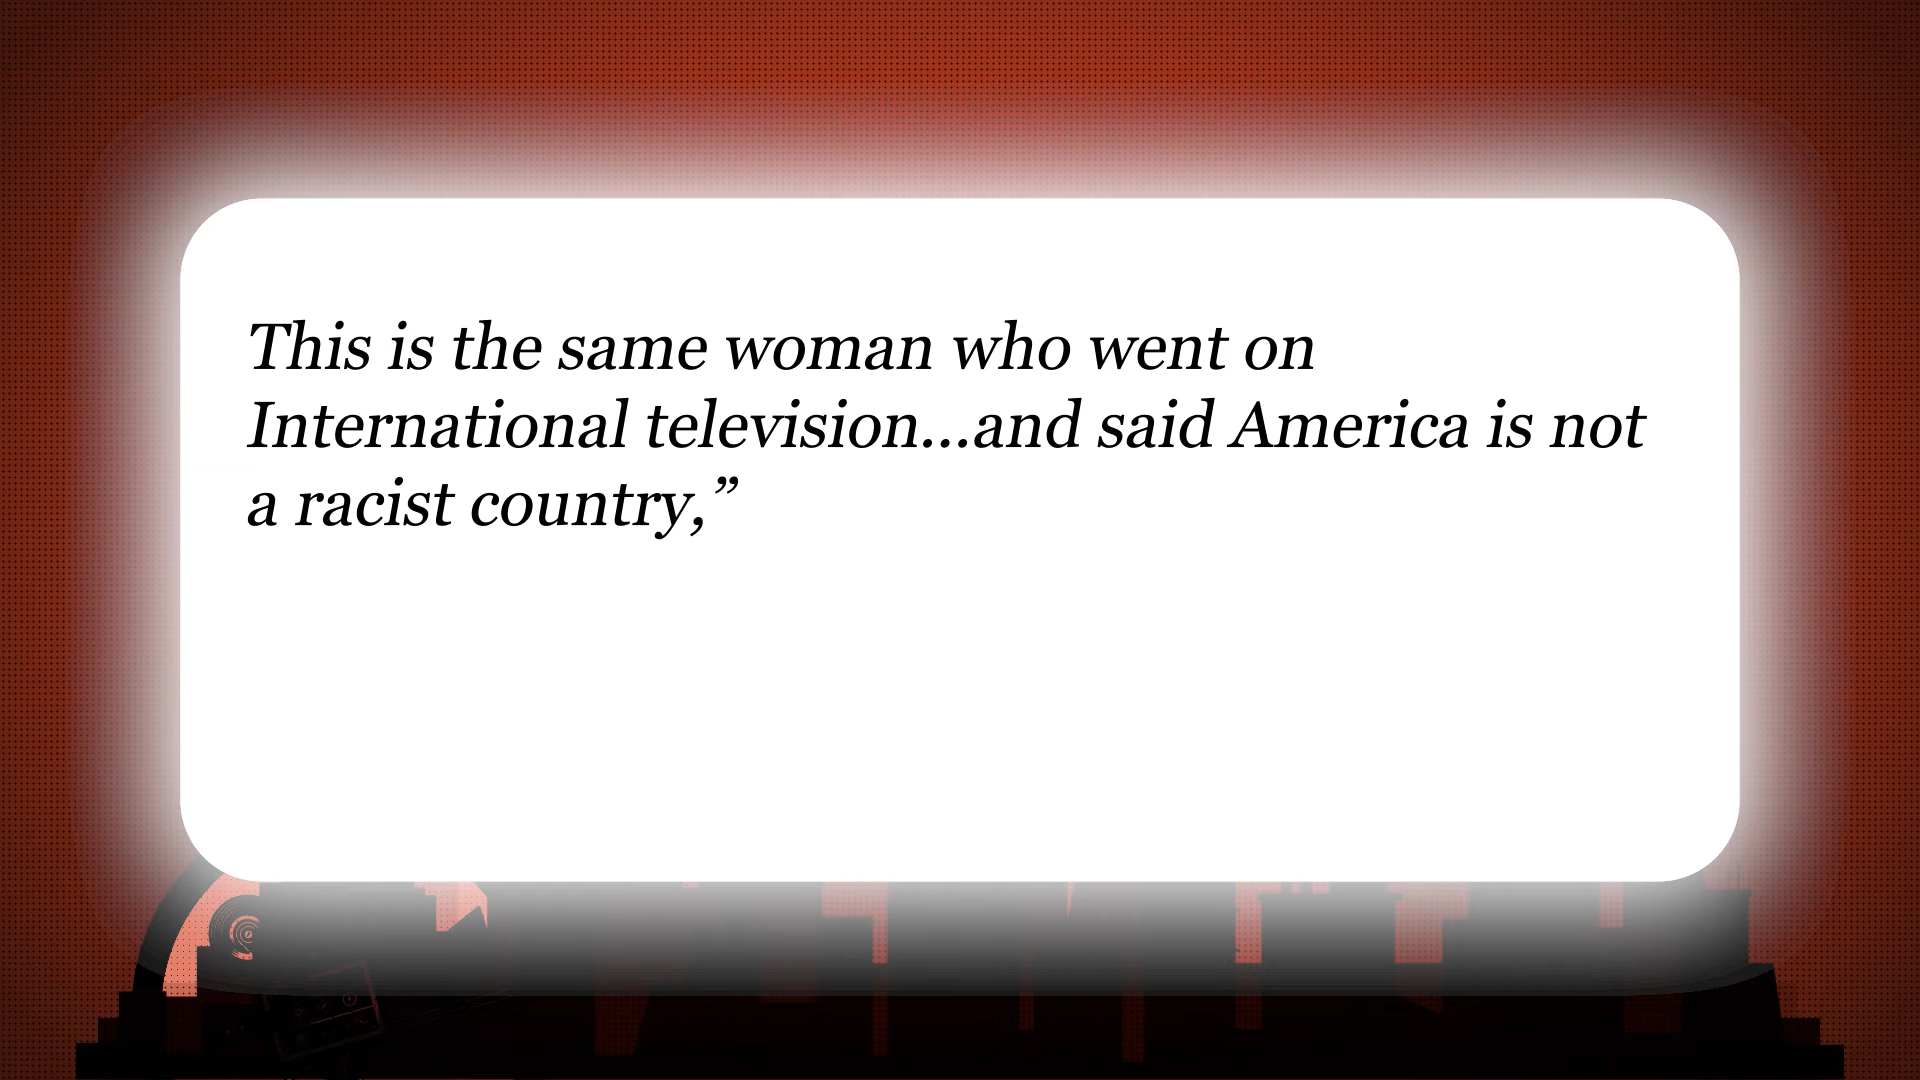 This is the same woman who went on
International television...and said America is not
a racist country,”